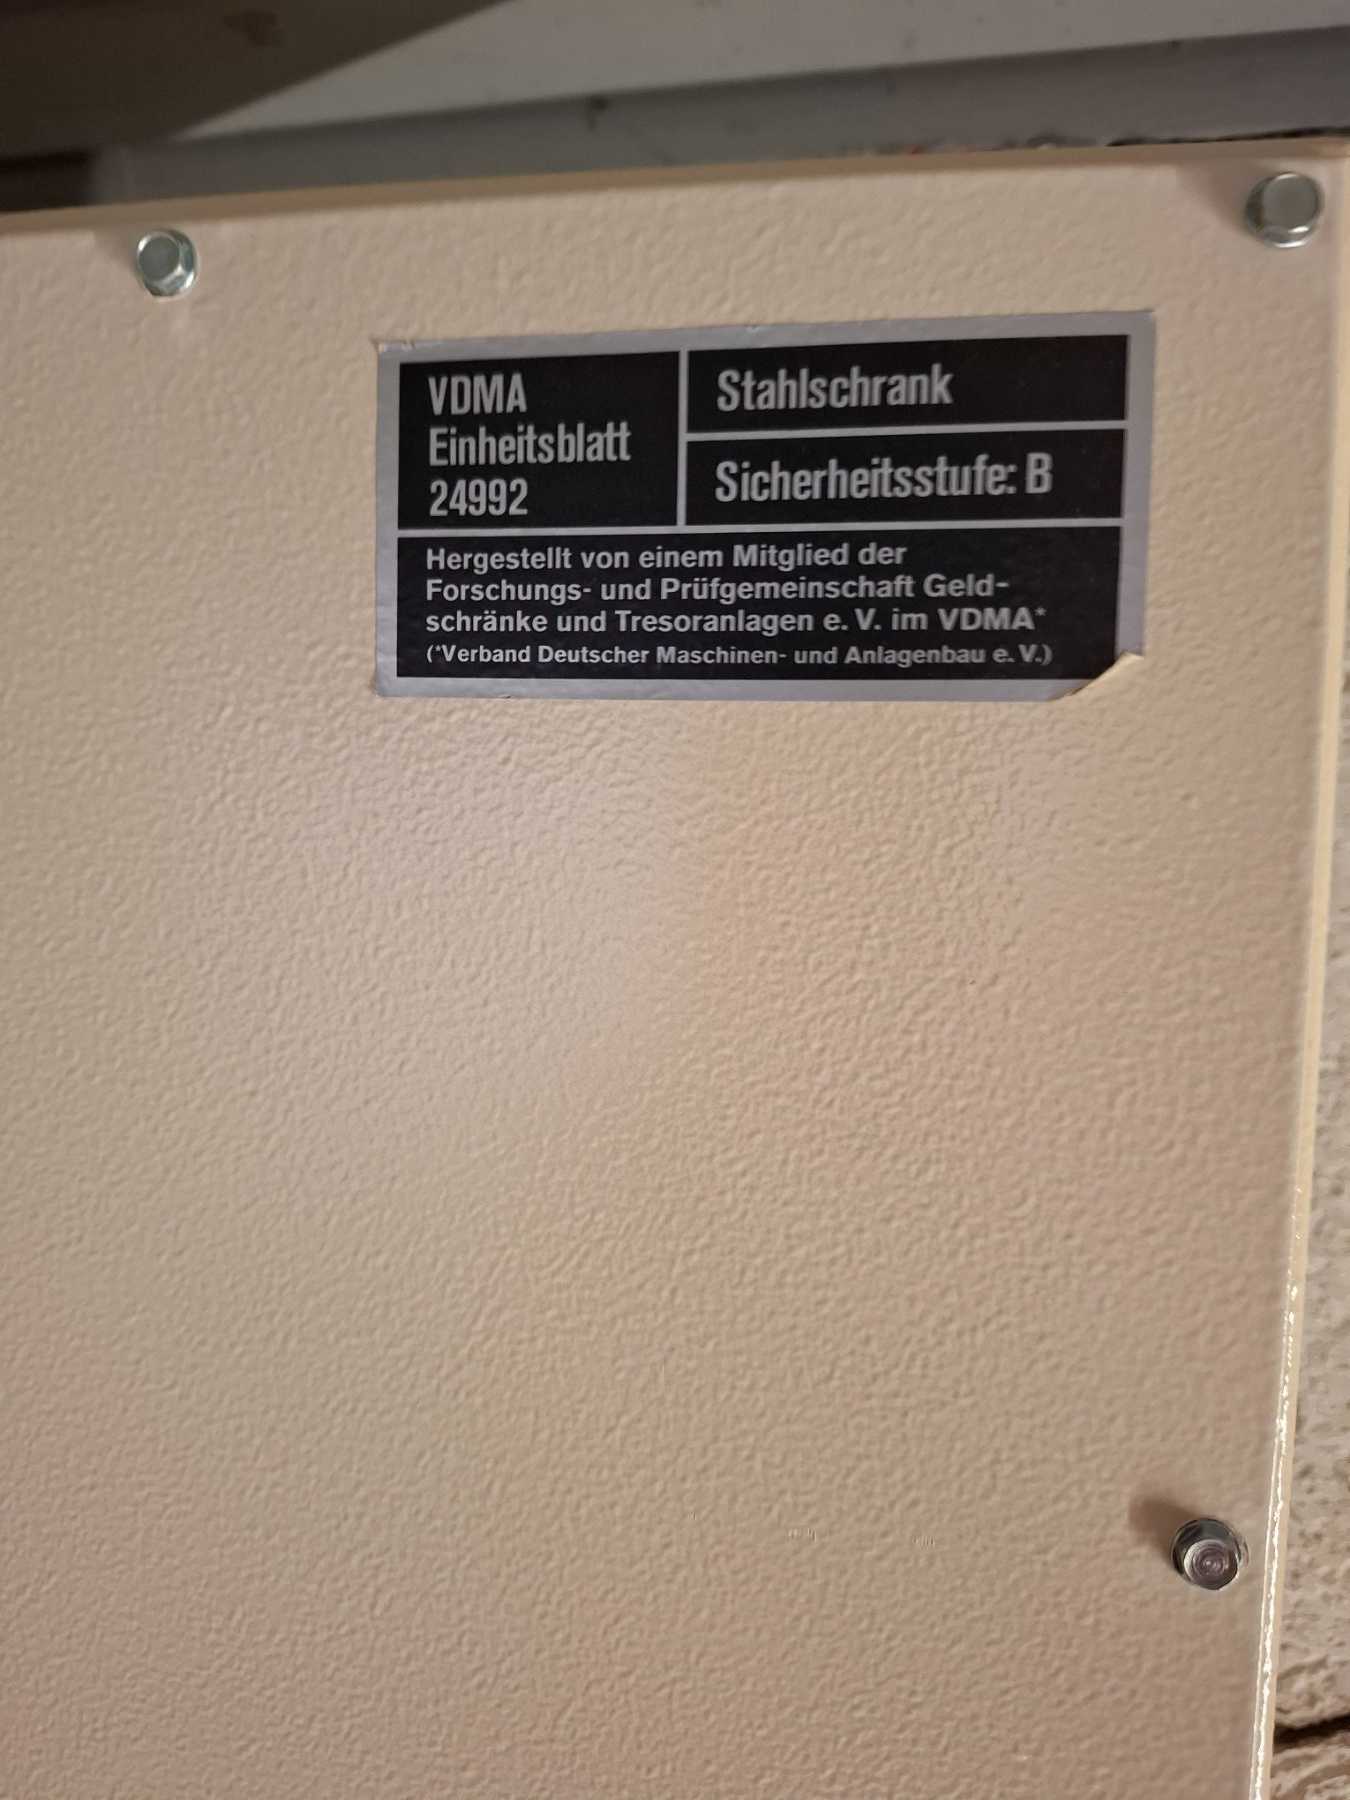 VDMA
Einheitsblatt
24992
Stahlschrank
Sicherheitsstufe: B
Hergestellt von einem Mitglied der
Forschungs- und Prüfgemeinschaft Geld-
schränke und Tresoranlagen e. V. im VDMA*
(*Verband Deutscher Maschinen- und Anlagenbau e. V.)